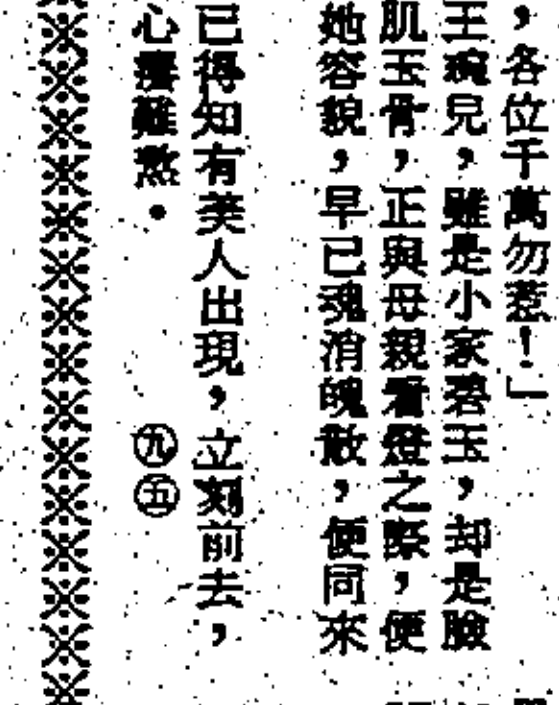 ，各位千萬勿惹！」
王琬兒，雖是小家碧玉，却是臉
肌玉骨，正與母親看燈之際，便
她容貌，早已魂消魄散，便同來
已得知有美人出現，立刻前去，
心癢難熬。 ㊈㊄